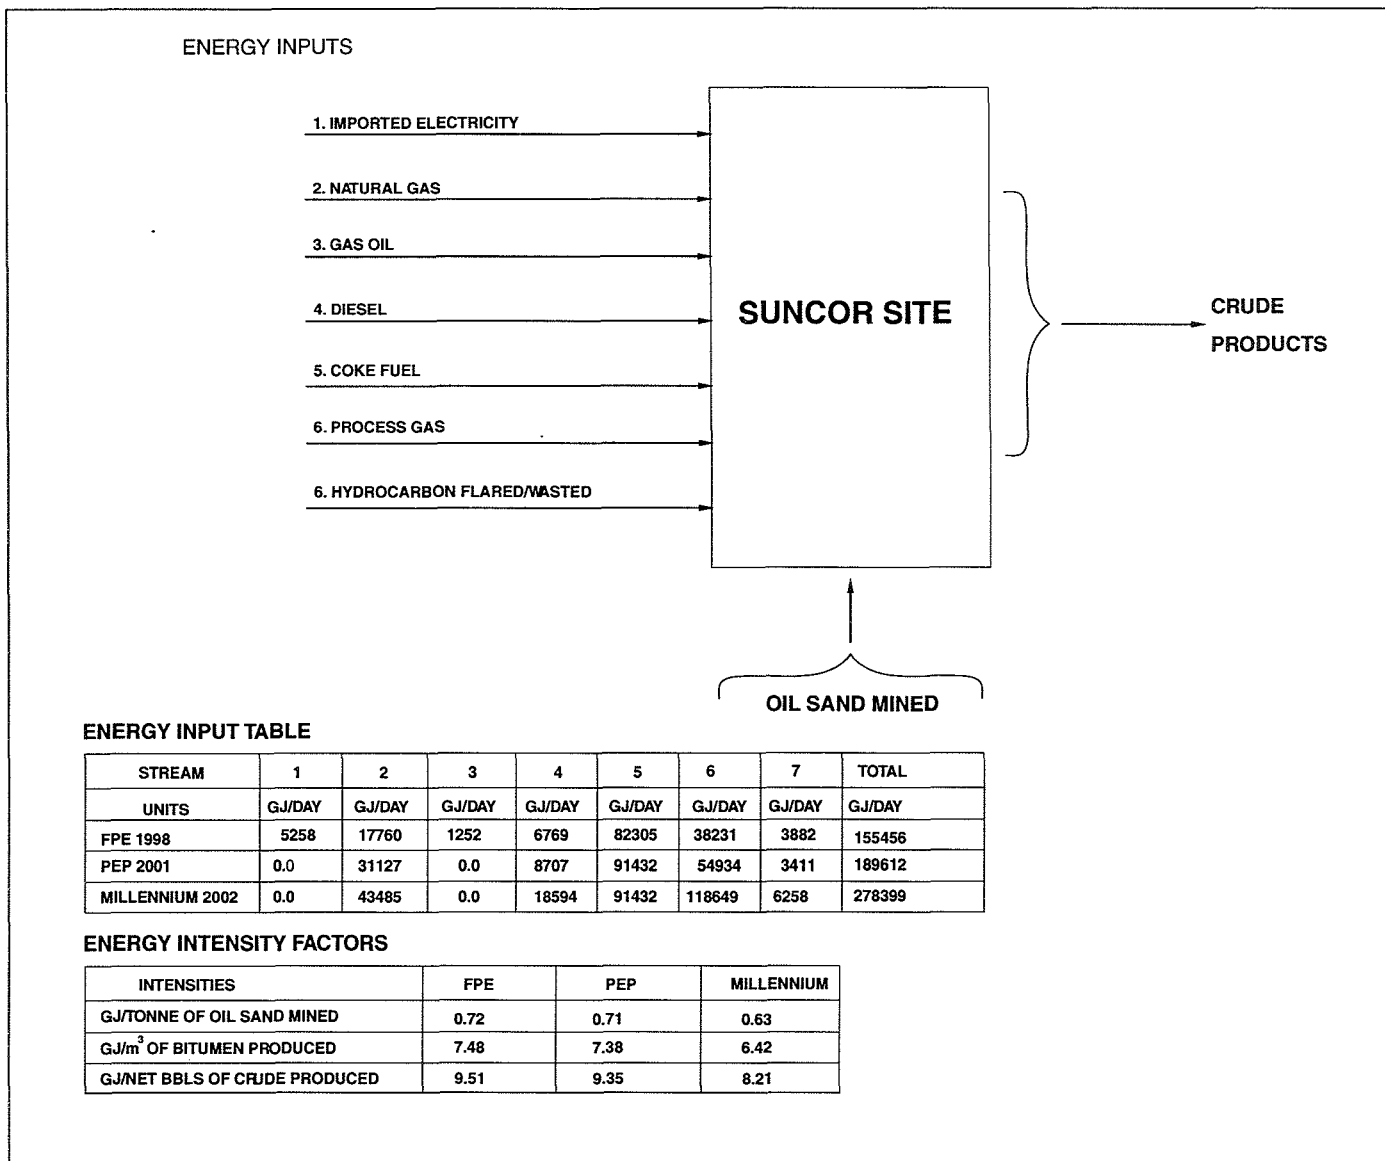 ENERGY INPUTS
1. IMPORTED ELECTRICITY
2. NATURAL GAS
3. GAS OIL
4. DIESEL
5. COKE FUEL
6. PROCESS GAS
6. HYDROCARBON FLARED/WASTED
SUNCOR SITE
CRUDE
PRODUCTS
OIL SAND MINED
ENERGY INPUT TABLE
STREAM 1 2 3 4 5 6 7 TOTAL
UNITS GJ/DAY GJ/DAY GJ/DAY GJ/DAY GJ/DAY GJ/DAY GJ/DAY GJ/DAY
FPE 1998 5258 17760 1252 6769 82305 38231 3882 155456
PEP 2001 0.0 31127 0.0 8707 91432 54934 3411 189612
MILLENNIUM 2002 0.0 43485 0.0 18594 91432 118649 6258 278399
ENERGY INTENSITY FACTORS
INTENSITIES FPE PEP MILLENNIUM
GJ/TONNE OF OIL SAND MINED 0.72 0.71 0.63
GJ/m³ OF BITUMEN PRODUCED 7.48 7.38 6.42
GJ/NET BBLS OF CRUDE PRODUCED 9.51 9.35 8.21